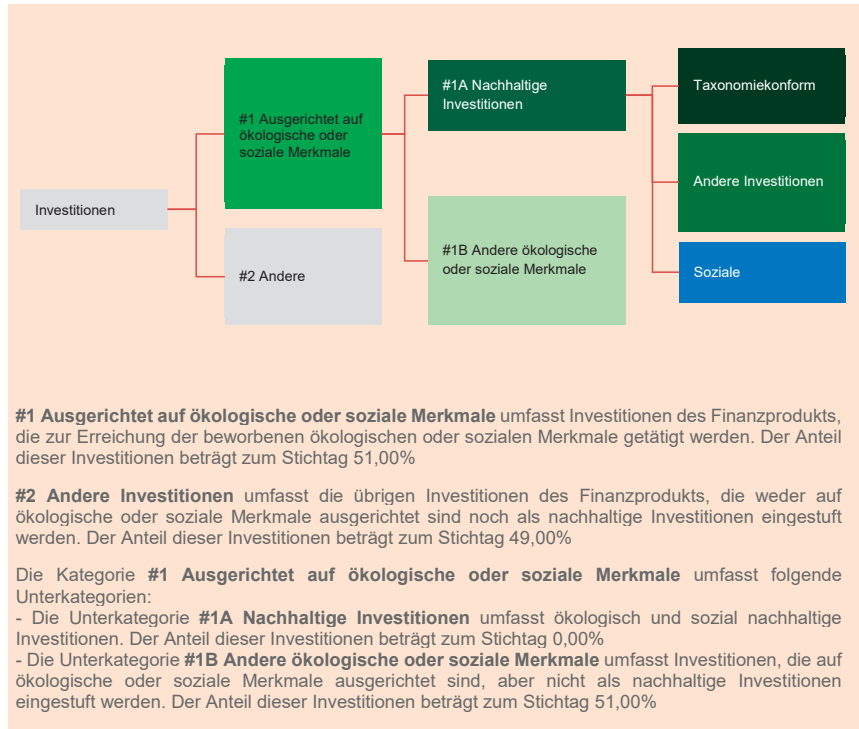 Investitionen
#1 Ausgerichtet auf
ökologische oder
soziale Merkmale
#2 Andere
#1A Nachhaltige
Investitionen
#1B Andere ökologische
oder soziale Merkmale
Taxonomiekonform
Andere Investitionen
Soziale
#1 Ausgerichtet auf ökologische oder soziale Merkmale umfasst Investitionen des Finanzprodukts,
die zur Erreichung der beworbenen ökologischen oder sozialen Merkmale getätigt werden. Der Anteil
dieser Investitionen beträgt zum Stichtag 51,00%
#2 Andere Investitionen umfasst die übrigen Investitionen des Finanzprodukts, die weder auf
ökologische oder soziale Merkmale ausgerichtet sind noch als nachhaltige Investitionen eingestuft
werden. Der Anteil dieser Investitionen beträgt zum Stichtag 49,00%
Die Kategorie #1 Ausgerichtet auf ökologische oder soziale Merkmale umfasst folgende
Unterkategorien:
- Die Unterkategorie #1A Nachhaltige Investitionen umfasst ökologisch und sozial nachhaltige
Investitionen. Der Anteil dieser Investitionen beträgt zum Stichtag 0,00%
- Die Unterkategorie #1B Andere ökologische oder soziale Merkmale umfasst Investitionen, die auf
ökologische oder soziale Merkmale ausgerichtet sind, aber nicht als nachhaltige Investitionen
eingestuft werden. Der Anteil dieser Investitionen beträgt zum Stichtag 51,00%